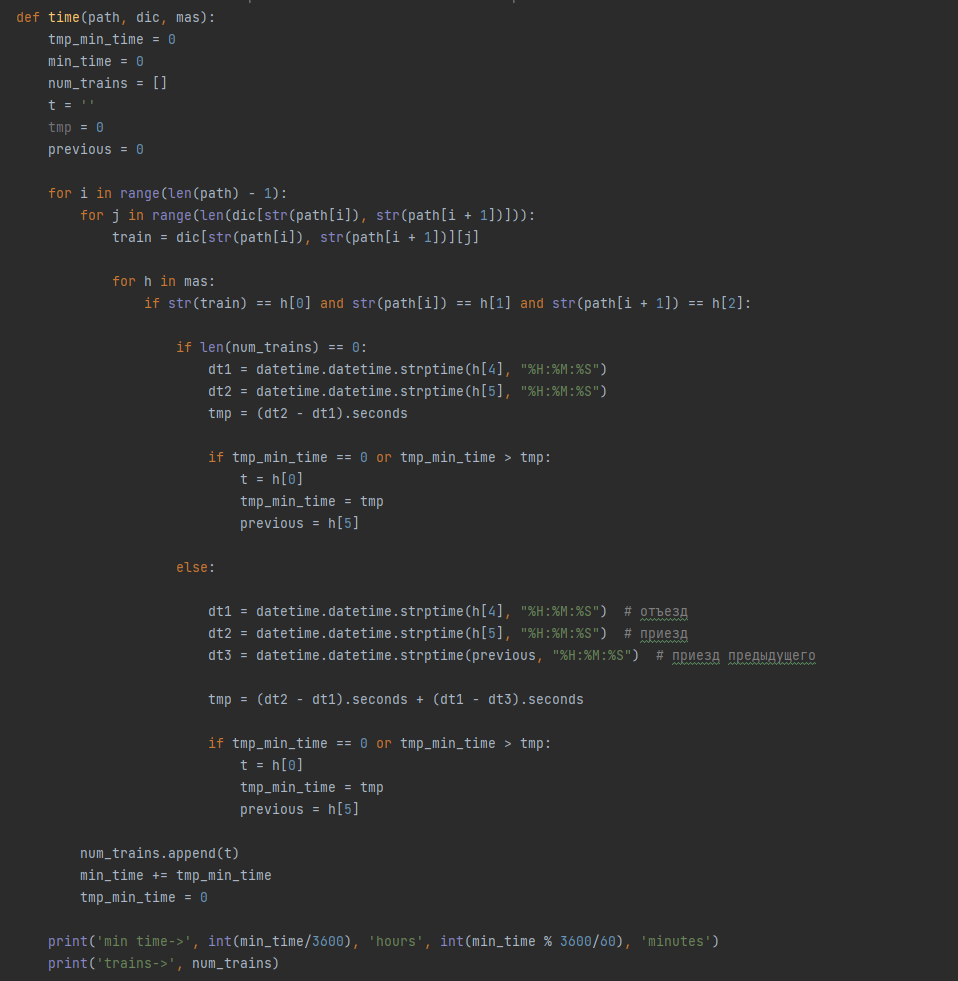 def time(path, dic, mas):
    tmp_min_time = 0
    min_time = 0
    num_trains = []
    t = ''
    tmp = 0
    previous = 0

    for i in range(len(path) - 1):
        for j in range(len(dic[str(path[i]), str(path[i + 1])])):
            train = dic[str(path[i]), str(path[i + 1])][j]

            for h in mas:
                if str(train) == h[0] and str(path[i]) == h[1] and str(path[i + 1]) == h[2]:

                    if len(num_trains) == 0:
                        dt1 = datetime.datetime.strptime(h[4], "%H:%M:%S")
                        dt2 = datetime.datetime.strptime(h[5], "%H:%M:%S")
                        tmp = (dt2 - dt1).seconds

                        if tmp_min_time == 0 or tmp_min_time > tmp:
                            t = h[0]
                            tmp_min_time = tmp
                            previous = h[5]

                    else:

                        dt1 = datetime.datetime.strptime(h[4], "%H:%M:%S")  # отъезд
                        dt2 = datetime.datetime.strptime(h[5], "%H:%M:%S")  # приезд
                        dt3 = datetime.datetime.strptime(previous, "%H:%M:%S")  # приезд предыдущего

                        tmp = (dt2 - dt1).seconds + (dt1 - dt3).seconds

                        if tmp_min_time == 0 or tmp_min_time > tmp:
                            t = h[0]
                            tmp_min_time = tmp
                            previous = h[5]

        num_trains.append(t)
        min_time += tmp_min_time
        tmp_min_time = 0

    print('min time->', int(min_time/3600), 'hours', int(min_time % 3600/60), 'minutes')
    print('trains->', num_trains)